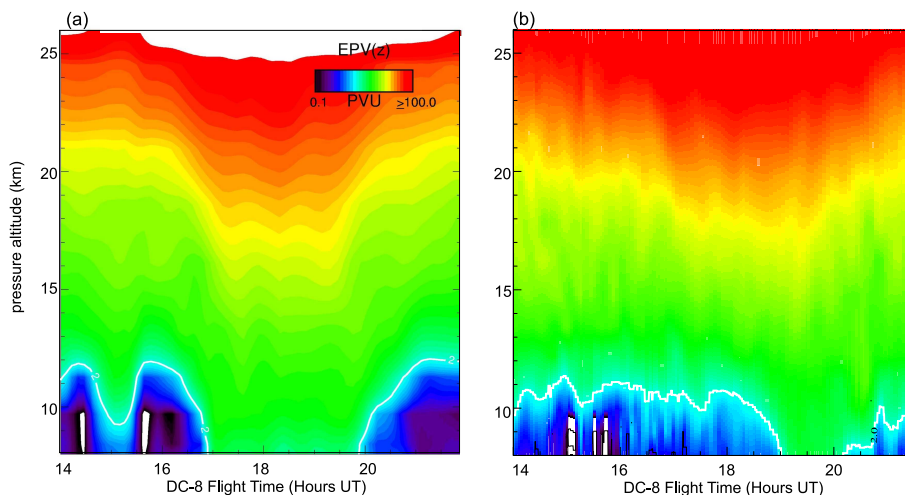 (a)
(b)
EPV(z)
0.1 PVU ≥100.0
25
20
15
10
pressure altitude (km)
2
2
2
14 16 18 20
DC-8 Flight Time (Hours UT)
25
20
15
10
2.0
14 16 18 20
DC-8 Flight Time (Hours UT)